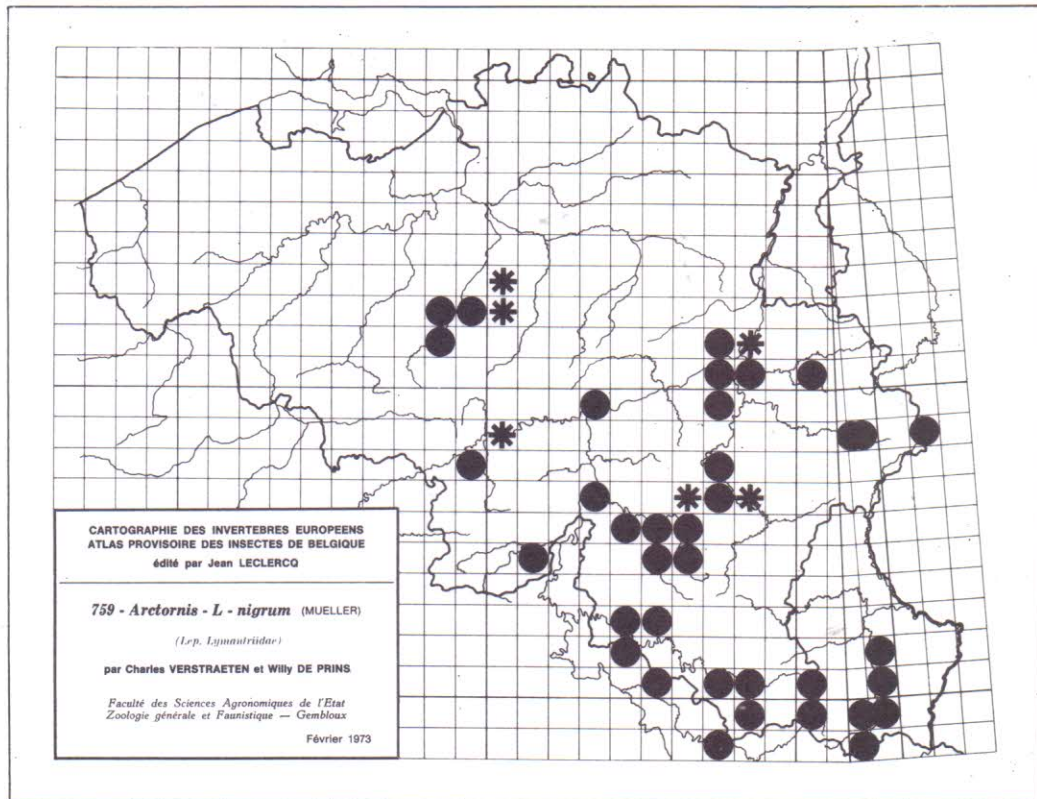 CARTOGRAPHIE DES INVERTEBRES EUROPEENS
ATLAS PROVISOIRE DES INSECTES DE BELGIQUE
édité par Jean LECLERCQ
759 - Arctornis - L - nigrum (MUELLER)
(Lep. Lymantriidae)
par Charles VERSTRAETEN et Willy DE PRINS
Faculté des Sciences Agronomiques de l'Etat
Zoologie générale et Faunistique — Gembloux
Février 1973